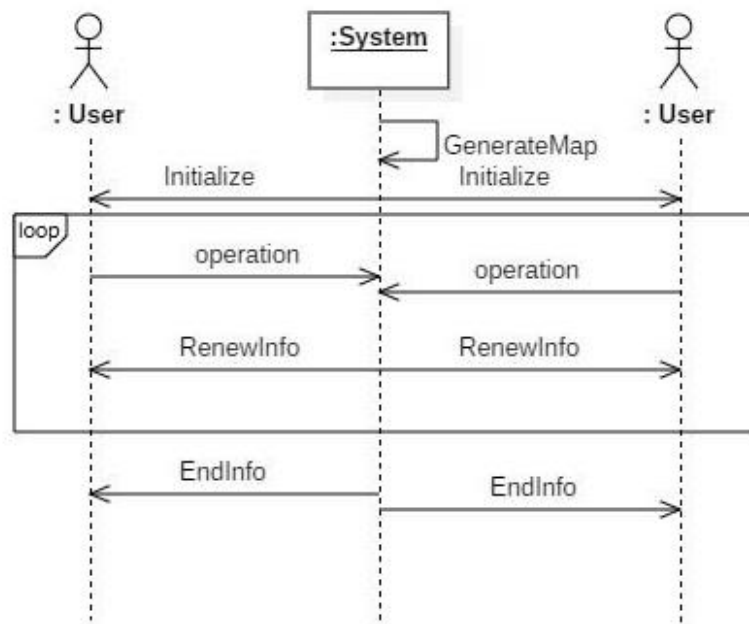 :System
: User
: User
GenerateMap
Initialize
Initialize
loop
operation
operation
RenewInfo
RenewInfo
EndInfo
EndInfo